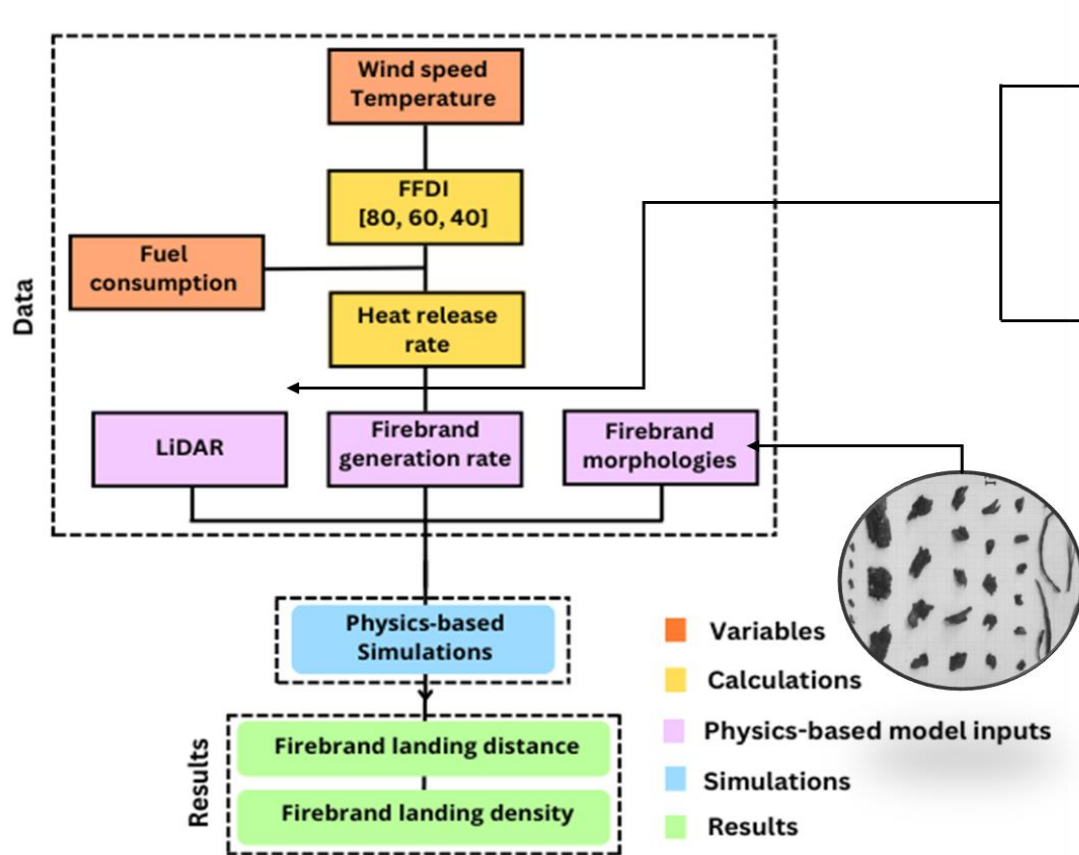 Wind speed
Temperature
FFDI
[80, 60, 40]
Fuel
consumption
Heat release
rate
LiDAR
Firebrand
generation rate
Firebrand
morphologies
Data
Physics-based
Simulations
Results
Firebrand landing distance
Firebrand landing density
Variables
Calculations
Physics-based model inputs
Simulations
Results